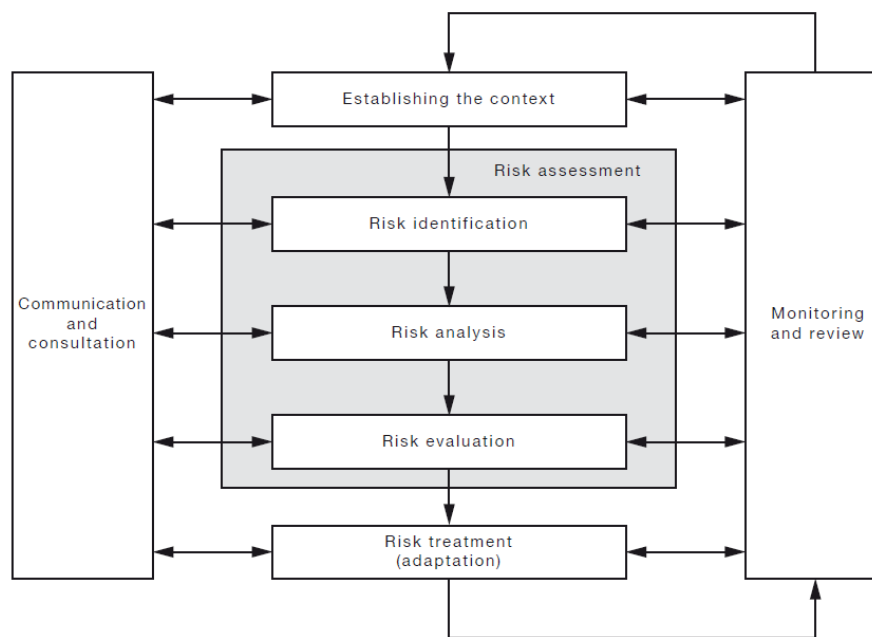 Establishing the context
Risk assessment
Risk identification
Communication
and
consultation
Risk analysis
Monitoring
and review
Risk evaluation
Risk treatment
(adaptation)